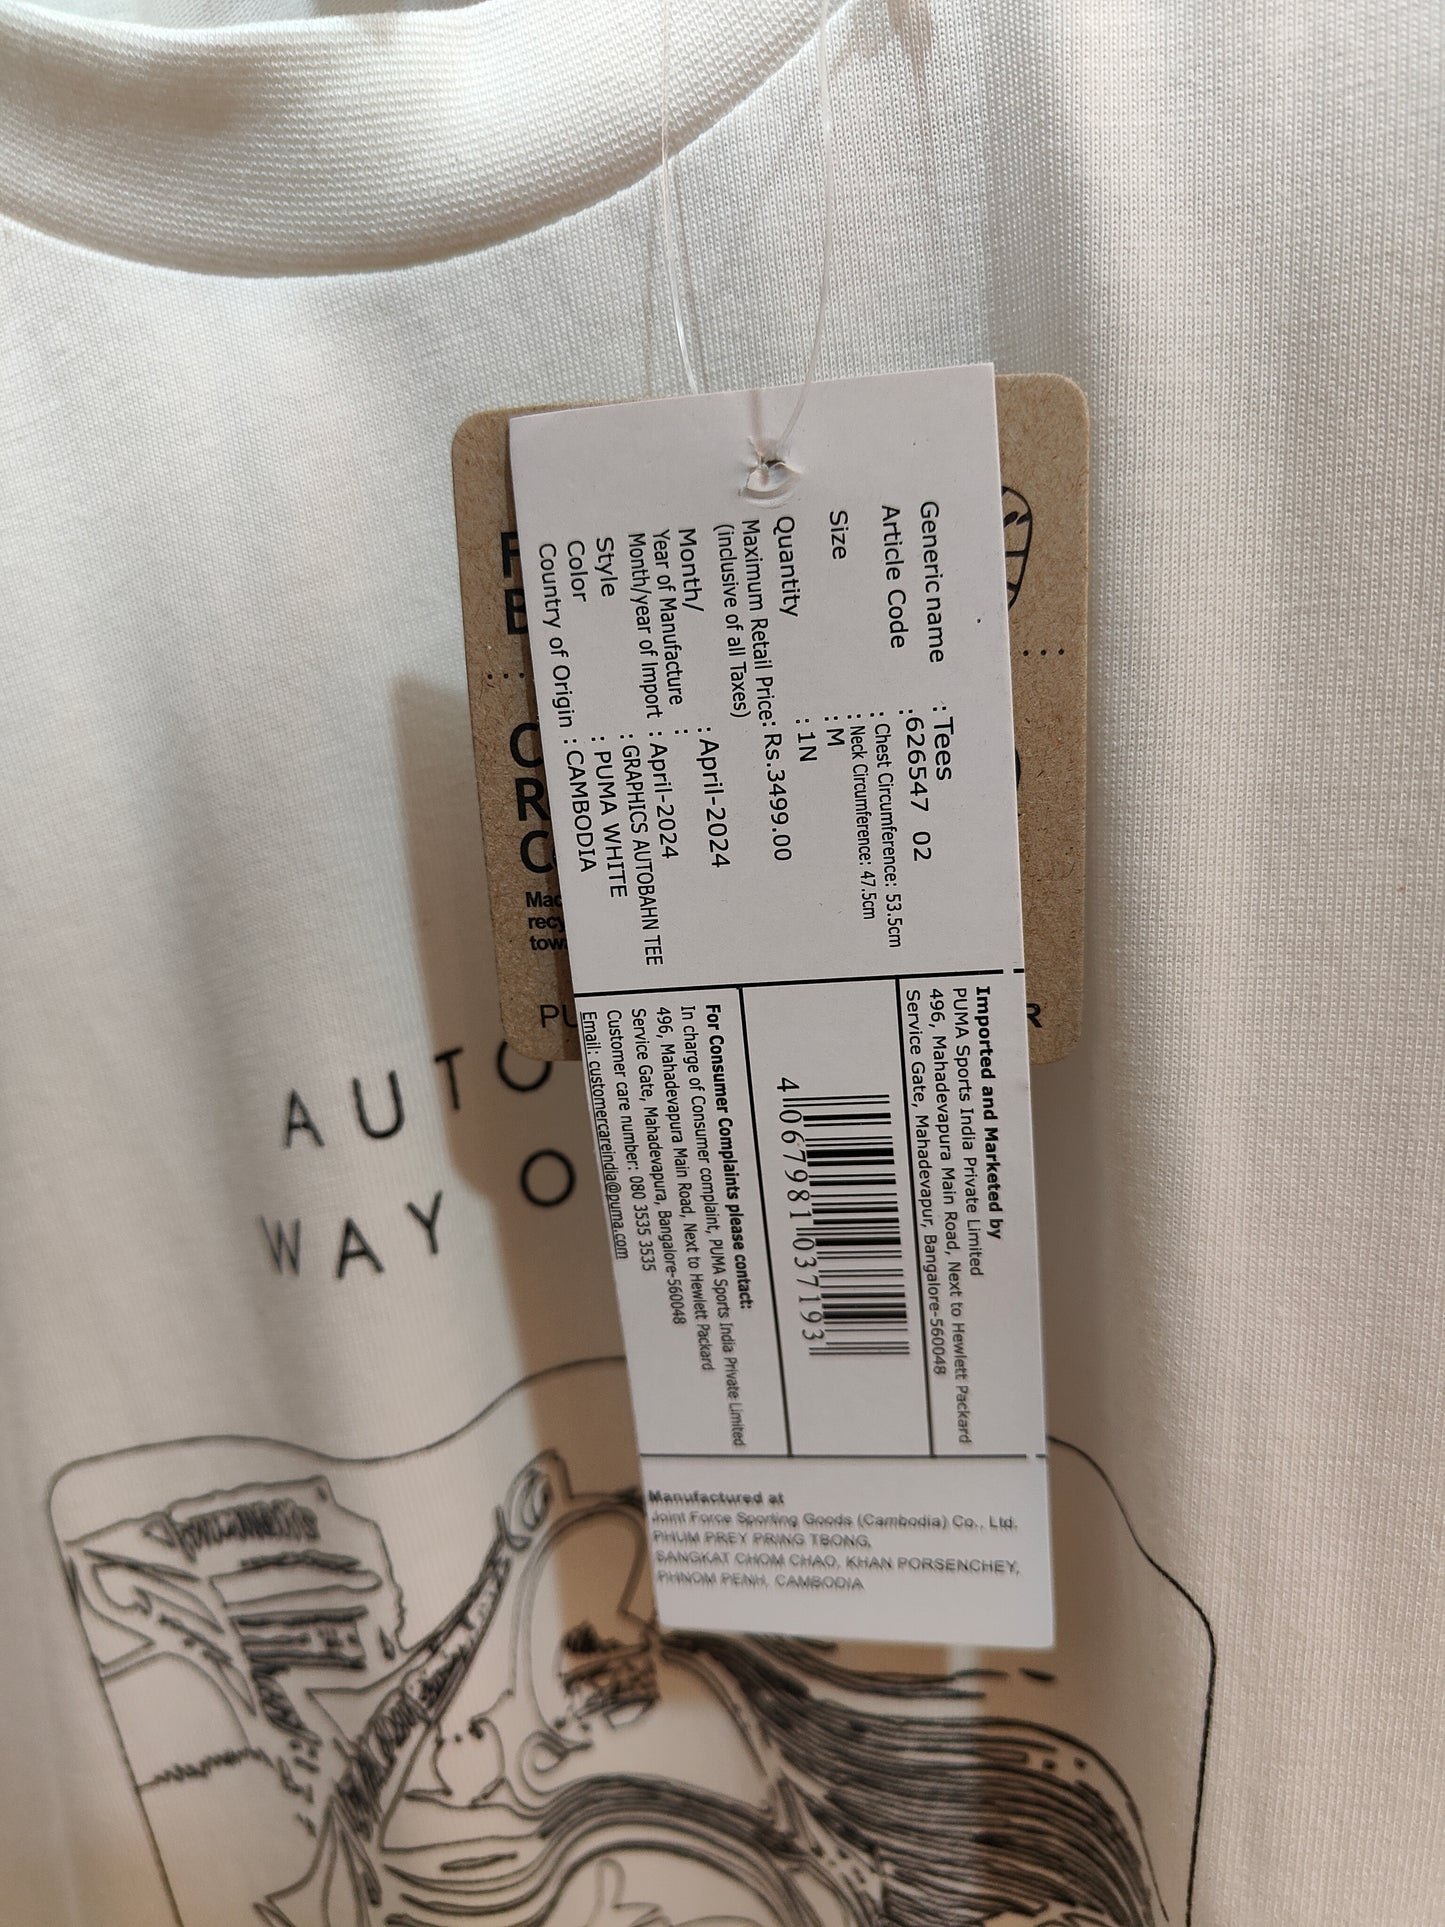 Generic name : Tees
Article Code : 626547 02
: Chest Circumference: 53.5cm
: Neck Circumference: 47.5cm
Size : M
Quantity : 1N
Maximum Retail Price: Rs.3499.00
(inclusive of all Taxes)
Month/
Year of Manufacture : April-2024
Month/year of Import : April-2024
Style : GRAPHICS AUTOBAHN TEE
Color : PUMA WHITE
Country of Origin : CAMBODIA
Imported and Marketed by
PUMA Sports India Private Limited
496, Mahadevapura Main Road, Next to Hewlett Packard
Service Gate, Mahadevapur, Bangalore-560048
4067981037193
For Consumer Complaints please contact:
In charge of Consumer complaint, PUMA Sports India Private Limited
496, Mahadevapura Main Road, Next to Hewlett Packard
Service Gate, Mahadevapura, Bangalore-560048
Customer care number: 080 3535 3535
Email: customercareindia@puma.com
Manufactured at
Joint Force Sporting Goods (Cambodia) Co., Ltd.
PHUM PREY PRING TBONG,
SANGKAT CHOM CHAO, KHAN PORSENCHEY,
PHNOM PENH, CAMBODIA
AUTO
WAY O